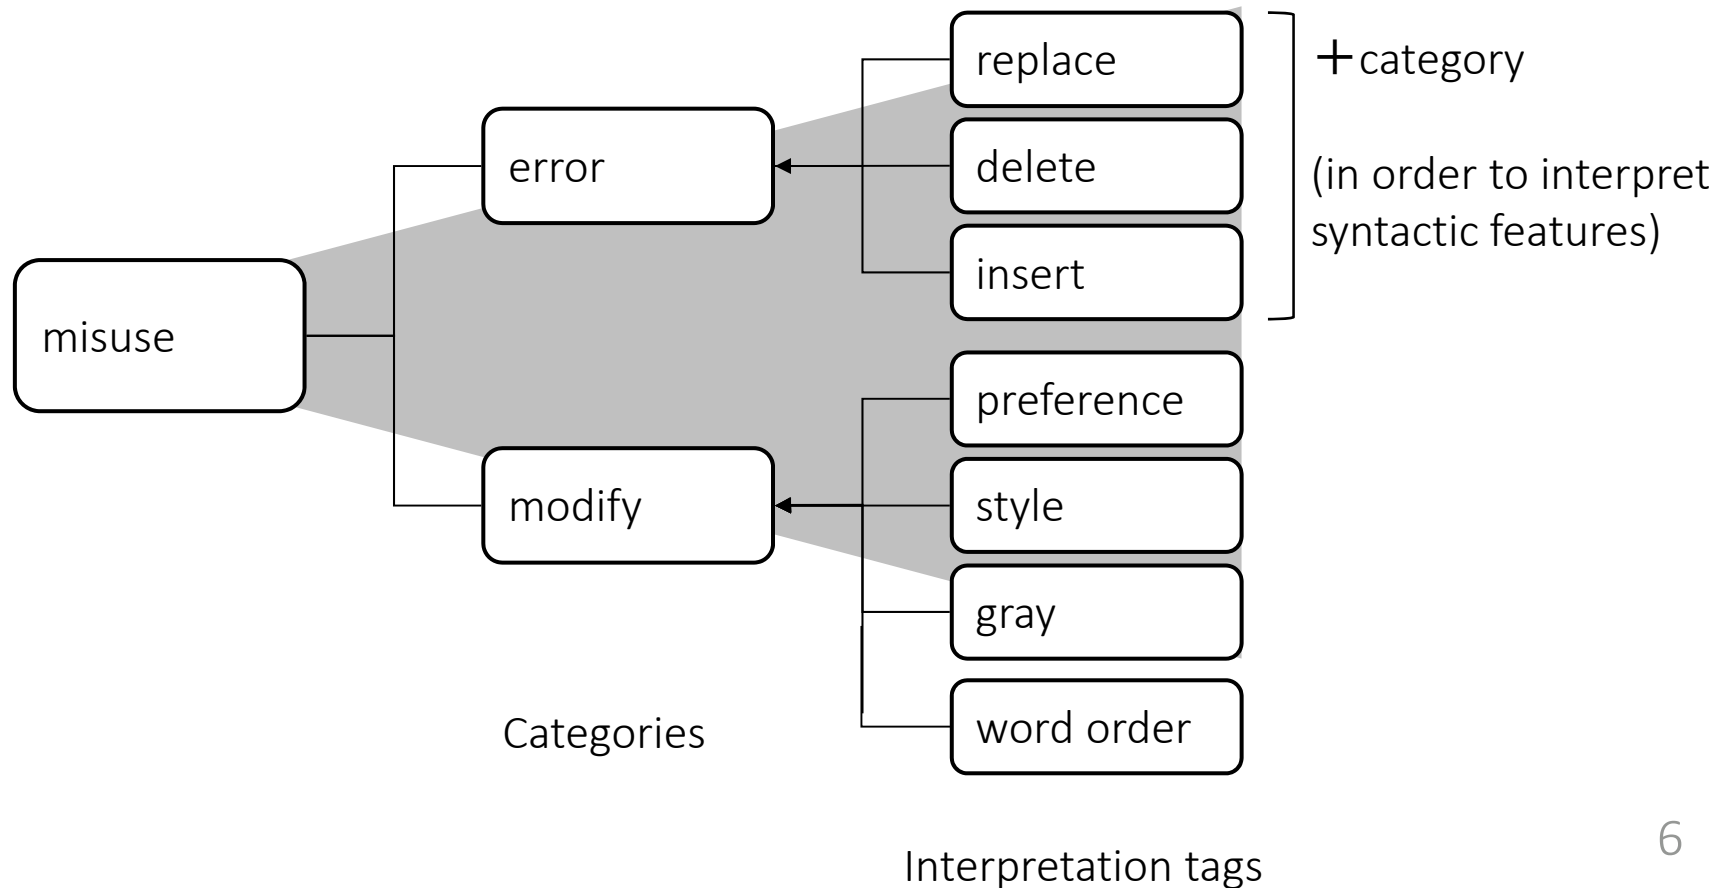 replace
+category
error
delete
(in order to interpret
syntactic features)
insert
misuse
preference
modify
style
gray
Categories
word order
Interpretation tags
6